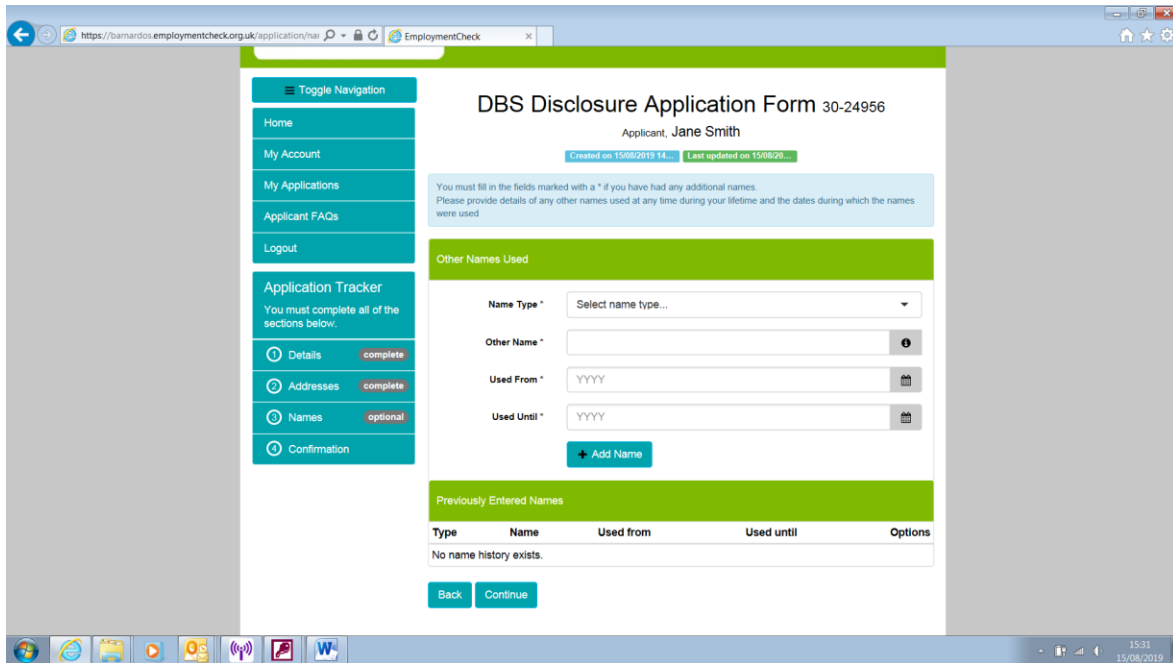 https://barnardos.employmentcheck.org.uk/application/nar
EmploymentCheck
Toggle Navigation
Home
My Account
My Applications
Applicant FAQs
Logout
Application Tracker
You must complete all of the
sections below.
1 Details complete
2 Addresses complete
3 Names optional
4 Confirmation
DBS Disclosure Application Form 30-24956
Applicant, Jane Smith
Created on 15/08/2019 14... Last updated on 15/08/20...
You must fill in the fields marked with a * if you have had any additional names.
Please provide details of any other names used at any time during your lifetime and the dates during which the names
were used
Other Names Used
Name Type * Select name type...
Other Name *
Used From * YYYY
Used Until * YYYY
+ Add Name
Previously Entered Names
Type Name Used from Used until Options
No name history exists.
Back Continue
15:31
15/08/2019